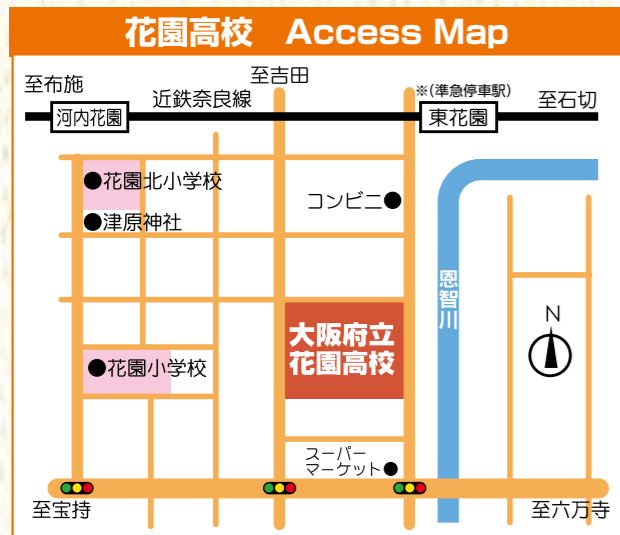 花園高校 Access Map
至布施
近鉄奈良線
至吉田
※(準急停車駅)
至石切
河内花園
東花園
●花園北小学校
●津原神社
コンビニ●
恩智川
大阪府立
花園高校
N
●花園小学校
スーパー
マーケット●
至宝持
至六万寺